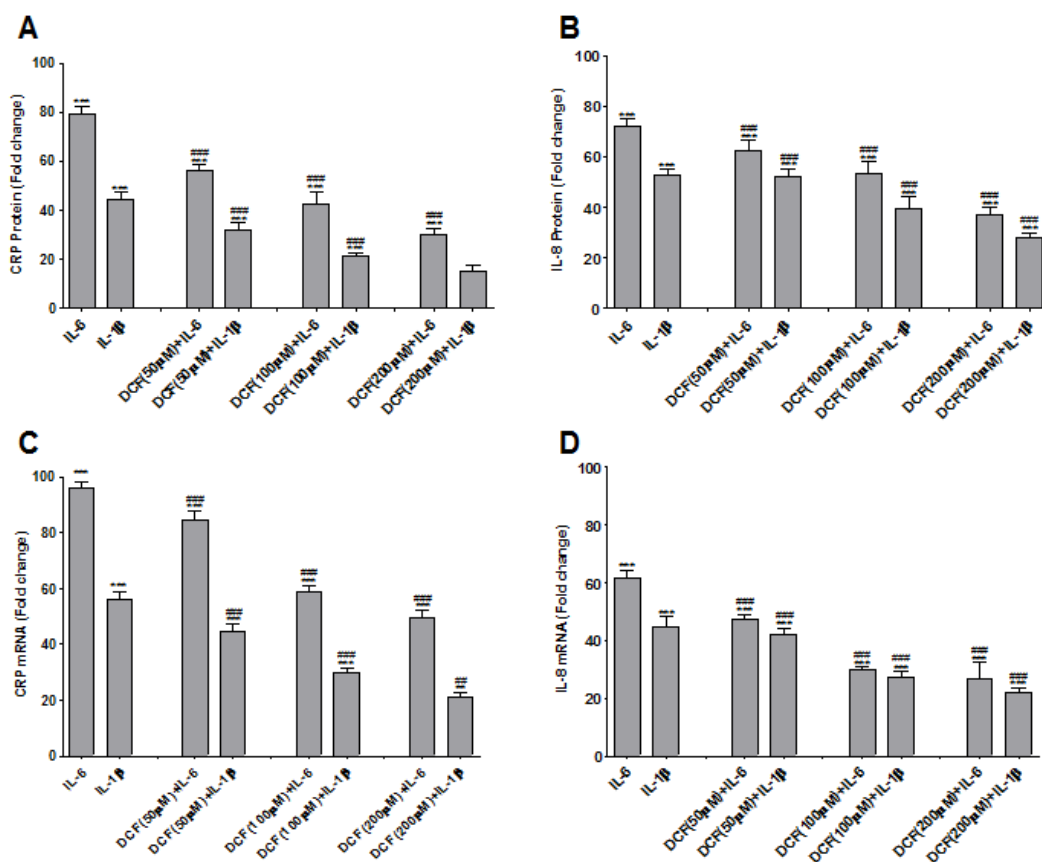 A
CRP Protein (Fold change)
100
80
60
40
20
0
***
***
###
***
###
***
###
***
###
***
###
***
IL-6
IL-1β
DCF(50µM)+IL-6
DCF(50µM)+IL-1β
DCF(100µM)+IL-6
DCF(100µM)+IL-1β
DCF(200µM)+IL-6
DCF(200µM)+IL-1β
B
IL-8 Protein (Fold change)
100
80
60
40
20
0
***
***
###
***
###
***
###
***
###
***
###
***
###
***
IL-6
IL-1β
DCF(50µM)+IL-6
DCF(50µM)+IL-1β
DCF(100µM)+IL-6
DCF(100µM)+IL-1β
DCF(200µM)+IL-6
DCF(200µM)+IL-1β
C
CRP mRNA (Fold change)
100
80
60
40
20
0
***
***
###
***
###
***
###
***
###
***
###
***
##
**
IL-6
IL-1β
DCF(50µM)+IL-6
DCF(50µM)+IL-1β
DCF(100µM)+IL-6
DCF(100µM)+IL-1β
DCF(200µM)+IL-6
DCF(200µM)+IL-1β
D
IL-8 mRNA (Fold change)
100
80
60
40
20
0
***
***
###
***
###
***
###
***
###
***
###
***
###
***
IL-6
IL-1β
DCF(50µM)+IL-6
DCF(50µM)+IL-1β
DCF(100µM)+IL-6
DCF(100µM)+IL-1β
DCF(200µM)+IL-6
DCF(200µM)+IL-1β